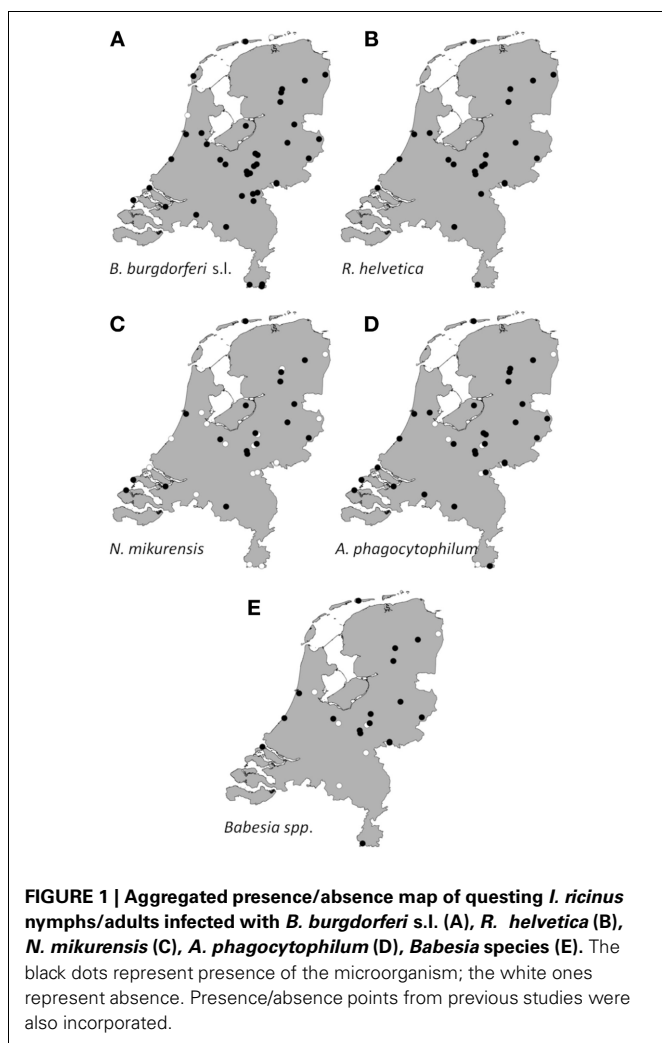 A
B
B. burgdorferi s.l.
R. helvetica
C
D
N. mikurensis
A. phagocytophilum
E
Babesia spp.
FIGURE 1 | Aggregated presence/absence map of questing I. ricinus
nymphs/adults infected with B. burgdorferi s.l. (A), R. helvetica (B),
N. mikurensis (C), A. phagocytophilum (D), Babesia species (E). The
black dots represent presence of the microorganism; the white ones
represent absence. Presence/absence points from previous studies were
also incorporated.